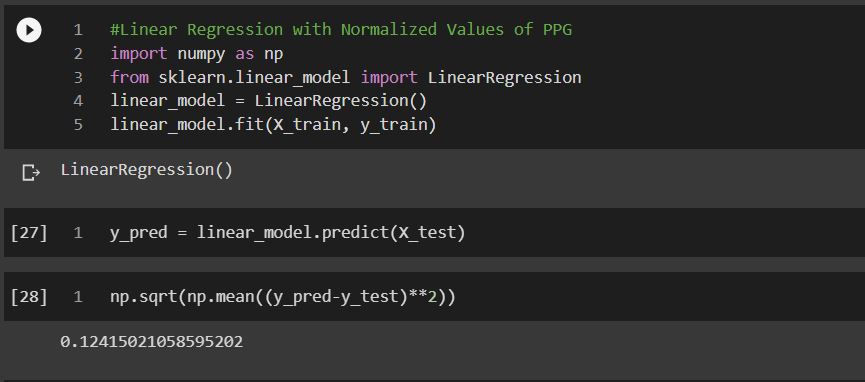 1 #Linear Regression with Normalized Values of PPG
2 import numpy as np
3 from sklearn.linear_model import LinearRegression
4 linear_model = LinearRegression()
5 linear_model.fit(X_train, y_train)
LinearRegression()
[27] 1 y_pred = linear_model.predict(X_test)
[28] 1 np.sqrt(np.mean((y_pred-y_test)**2))
0.12415021058595202